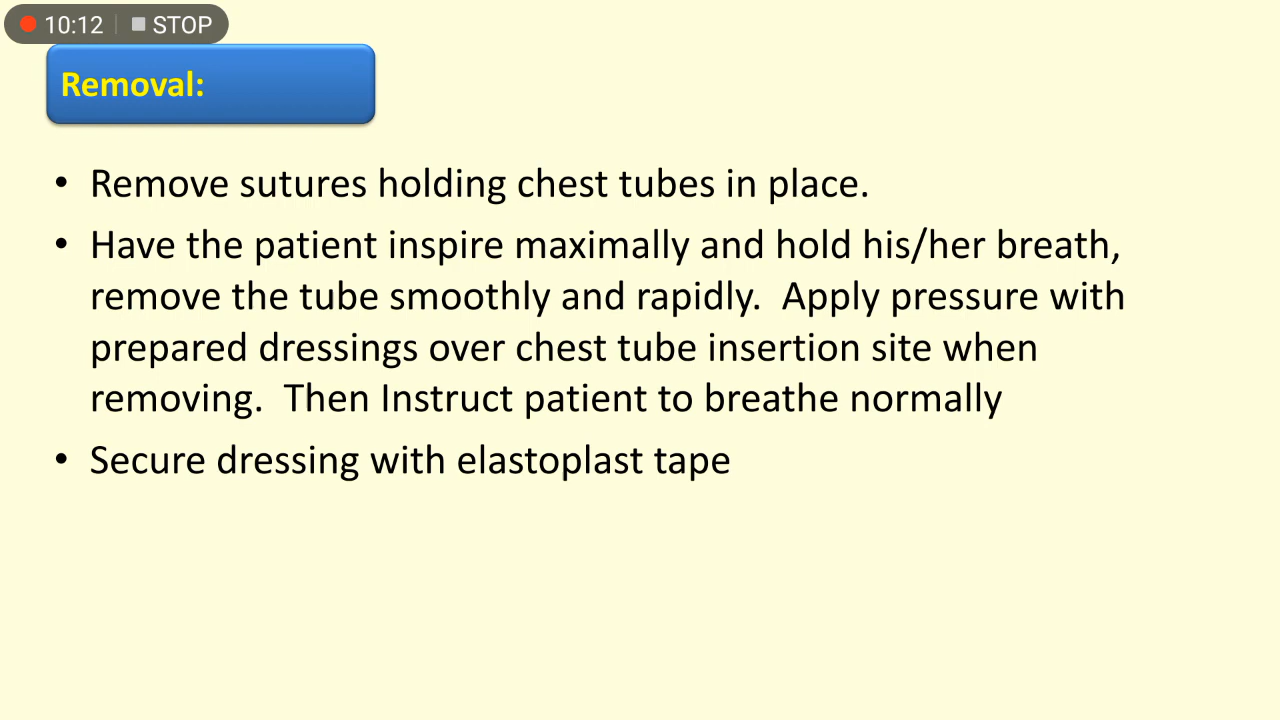 10:12 STOP
Removal:
• Remove sutures holding chest tubes in place.
• Have the patient inspire maximally and hold his/her breath,
remove the tube smoothly and rapidly.  Apply pressure with
prepared dressings over chest tube insertion site when
removing.  Then Instruct patient to breathe normally
• Secure dressing with elastoplast tape